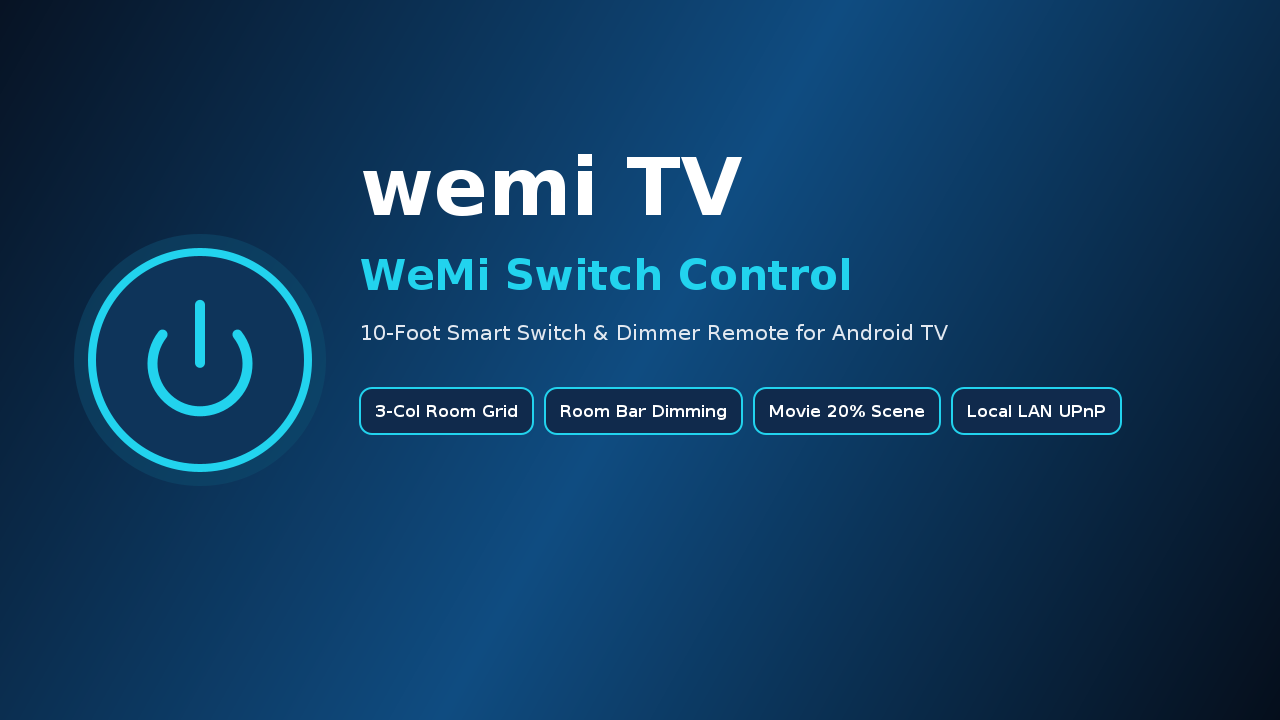 wemi TV
WeMi Switch Control
10-Foot Smart Switch & Dimmer Remote for Android TV
3-Col Room Grid
Room Bar Dimming
Movie 20% Scene
Local LAN UPnP